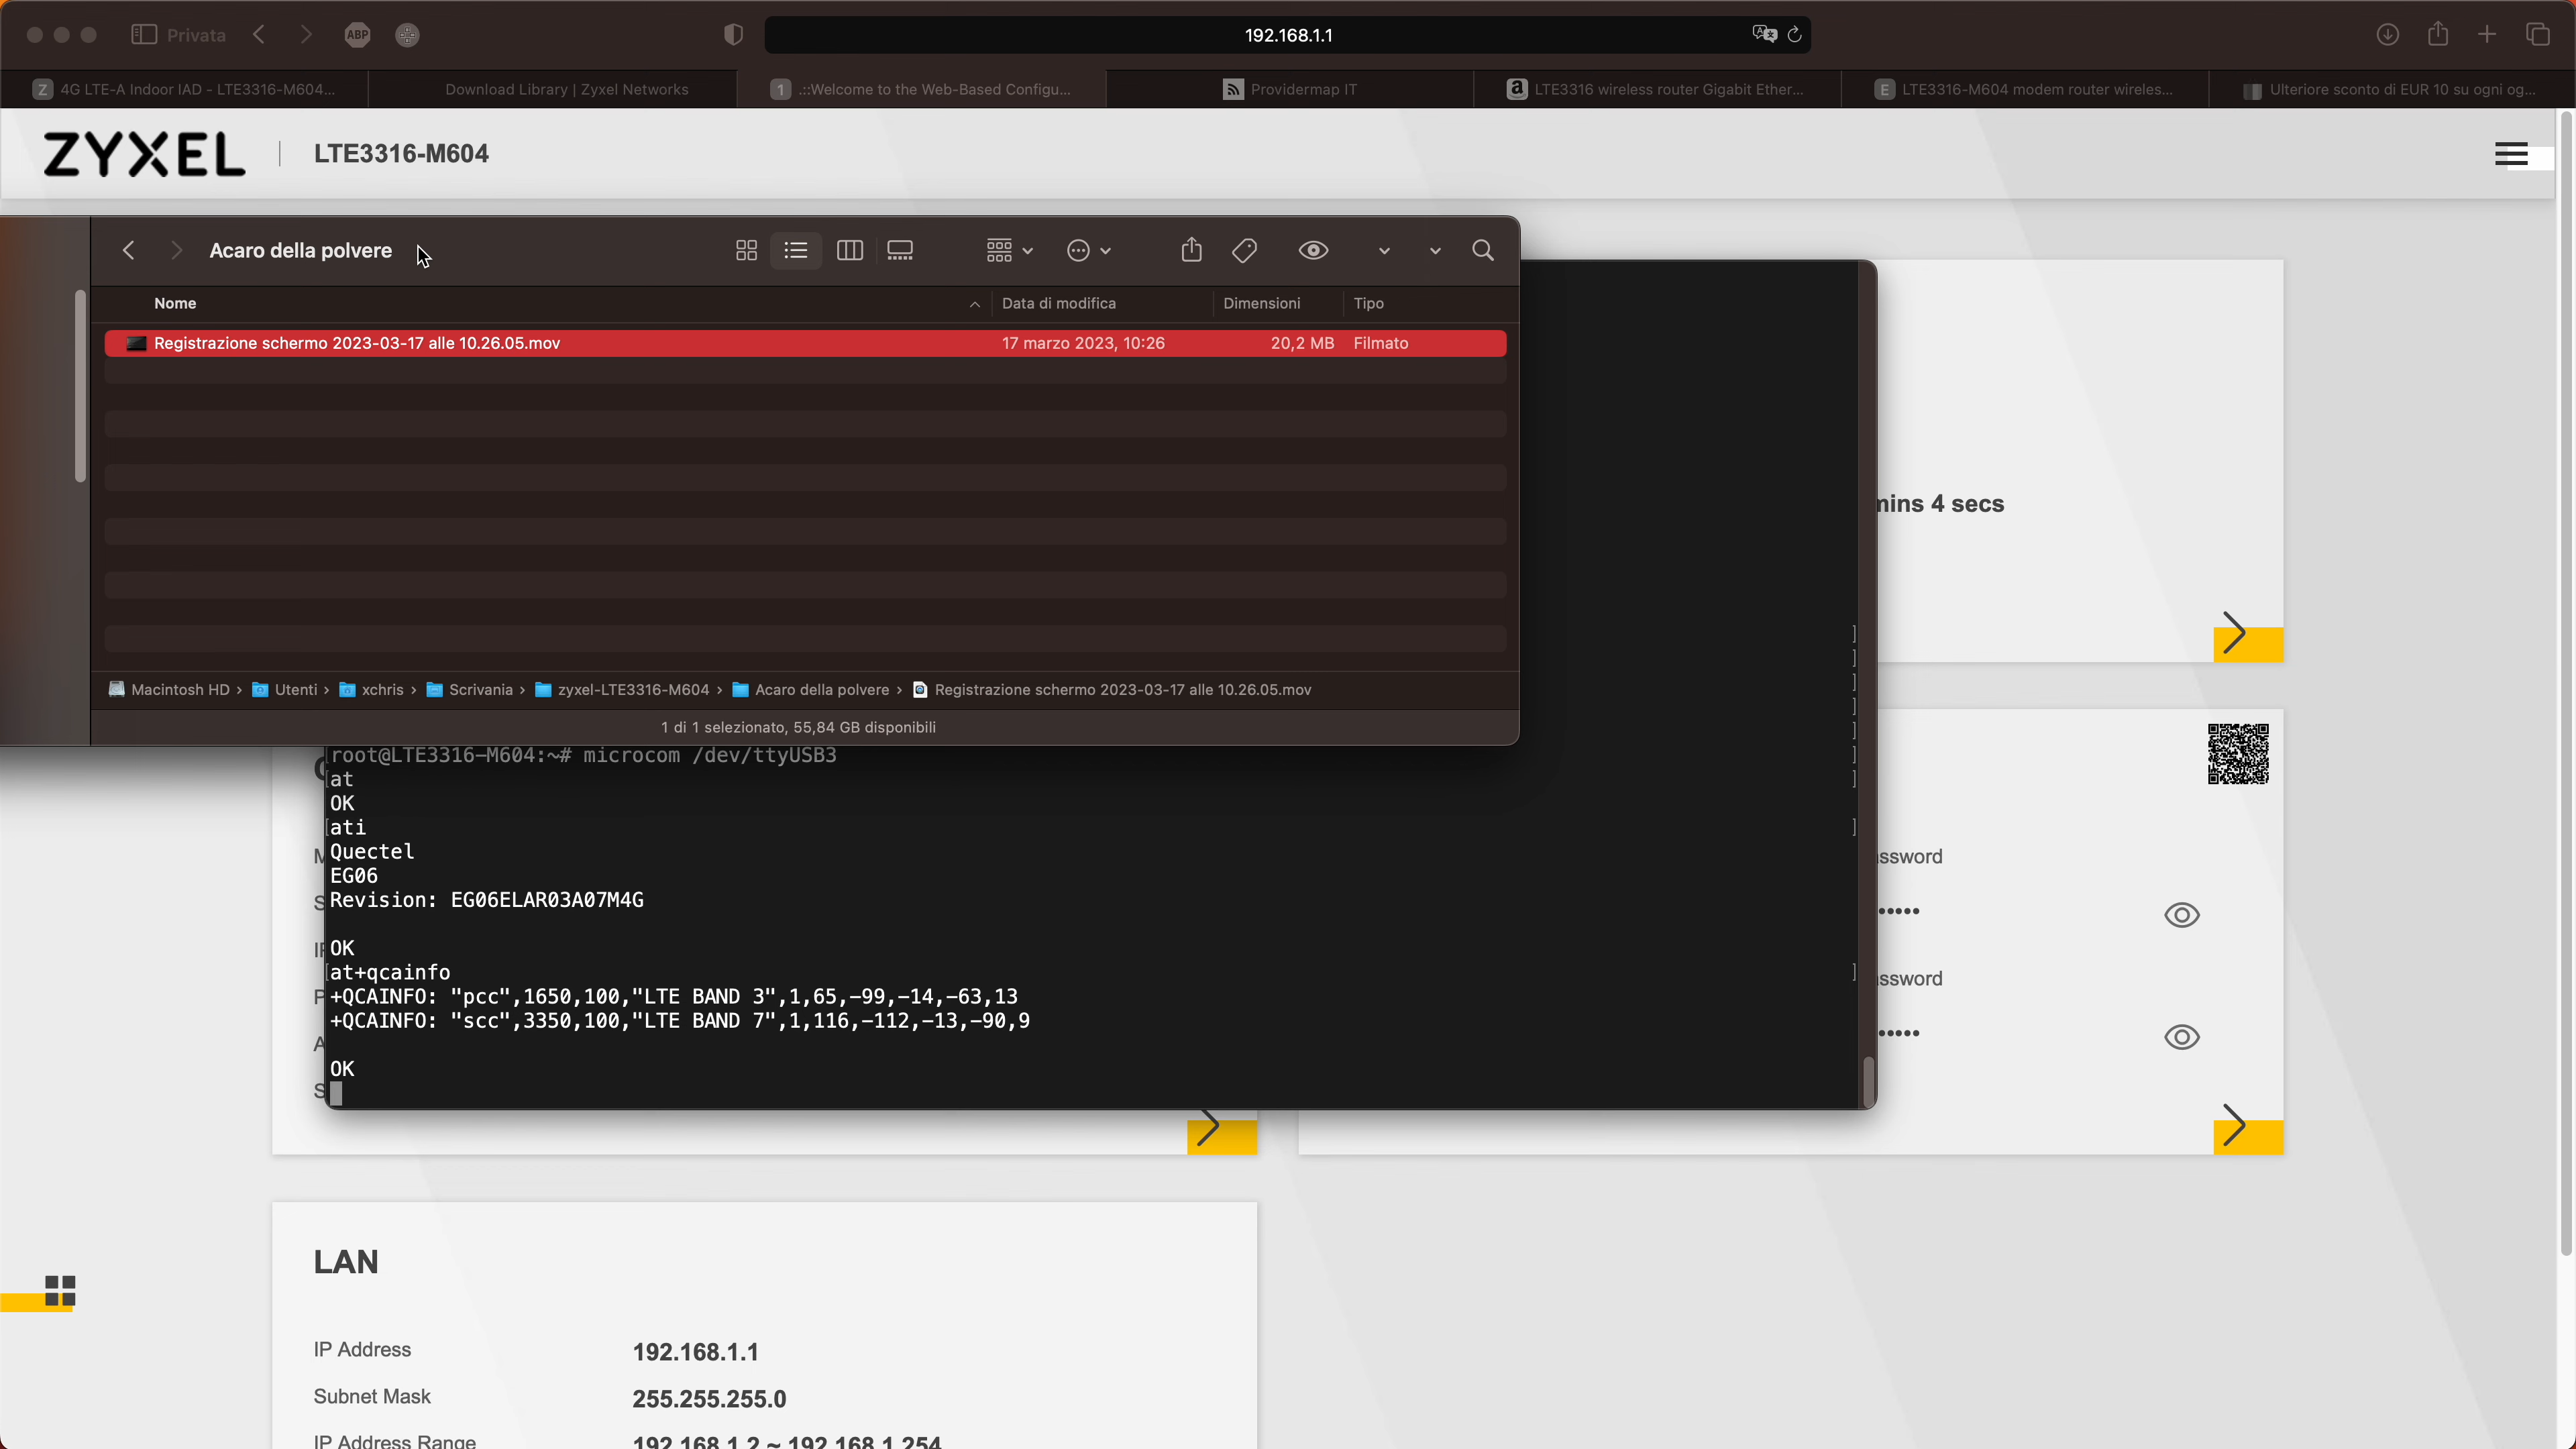 Privata
ABP
192.168.1.1
Z 4G LTE-A Indoor IAD - LTE3316-M604...
Download Library | Zyxel Networks
1 .::Welcome to the Web-Based Configu...
Providermap IT
a LTE3316 wireless router Gigabit Ether...
E LTE3316-M604 modem router wireles...
Ulteriore sconto di EUR 10 su ogni og...
ZYXEL
LTE3316-M604
Acaro della polvere
Nome Data di modifica Dimensioni Tipo
Registrazione schermo 2023-03-17 alle 10.26.05.mov 17 marzo 2023, 10:26 20,2 MB Filmato
Macintosh HD › Utenti › xchris › Scrivania › zyxel-LTE3316-M604 › Acaro della polvere › Registrazione schermo 2023-03-17 alle 10.26.05.mov
1 di 1 selezionato, 55,84 GB disponibili
mins 4 secs
[root@LTE3316-M604:~# microcom /dev/ttyUSB3 ]
[at ]
OK
[ati ]
Quectel
EG06
Revision: EG06ELAR03A07M4G
OK
[at+qcainfo ]
+QCAINFO: "pcc",1650,100,"LTE BAND 3",1,65,-99,-14,-63,13
+QCAINFO: "scc",3350,100,"LTE BAND 7",1,116,-112,-13,-90,9
OK
ssword
•••••
ssword
•••••
LAN
IP Address 192.168.1.1
Subnet Mask 255.255.255.0
IP Address Range 192.168.1.2 ~ 192.168.1.254